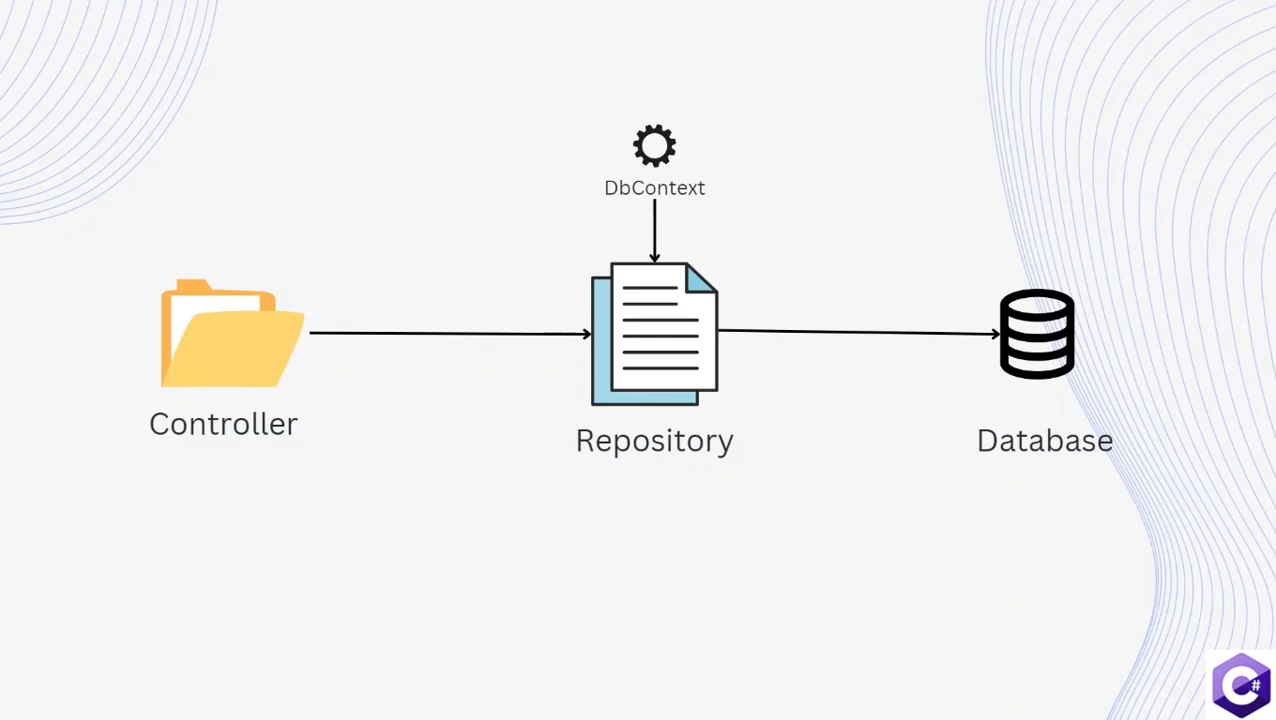 DbContext
Controller
Repository
Database
C#